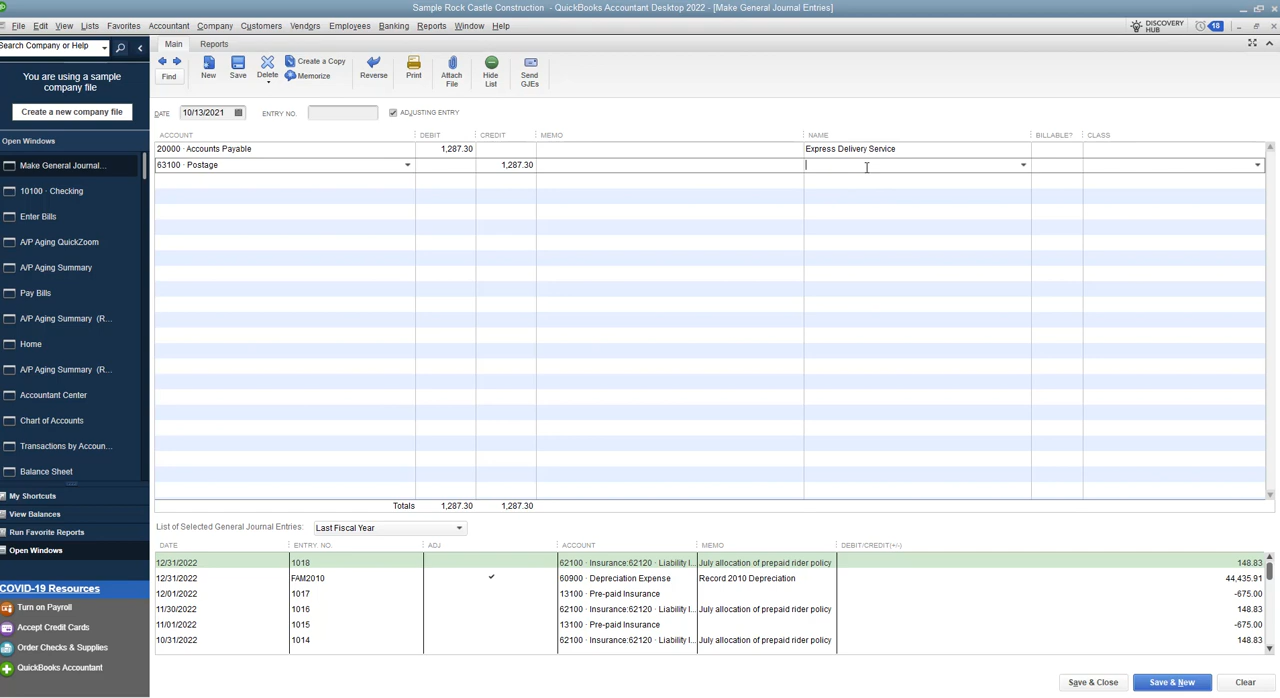 Sample Rock Castle Construction - QuickBooks Accountant Desktop 2022 - [Make General Journal Entries]
File Edit View Lists Favorites Accountant Company Customers Vendors Employees Banking Reports Window Help
DISCOVERY HUB
18
Search Company or Help
Main Reports
Find
New
Save
Delete
Create a Copy
Memorize
Reverse
Print
Attach File
Hide List
Send GJEs
You are using a sample company file
Create a new company file
DATE 10/13/2021 ENTRY NO. ADJUSTING ENTRY
Open Windows
ACCOUNT DEBIT CREDIT MEMO NAME BILLABLE? CLASS
20000 · Accounts Payable 1,287.30 Express Delivery Service
63100 · Postage 1,287.30
Make General Journal...
10100 · Checking
Enter Bills
A/P Aging QuickZoom
A/P Aging Summary
Pay Bills
A/P Aging Summary (R...
Home
A/P Aging Summary (R...
Accountant Center
Chart of Accounts
Transactions by Accoun...
Balance Sheet
My Shortcuts
View Balances
Run Favorite Reports
Open Windows
COVID-19 Resources
Turn on Payroll
Accept Credit Cards
Order Checks & Supplies
QuickBooks Accountant
Totals 1,287.30 1,287.30
List of Selected General Journal Entries: Last Fiscal Year
DATE ENTRY. NO. ADJ ACCOUNT MEMO DEBIT/CREDIT(+/-)
12/31/2022 1018 62100 · Insurance:62120 · Liability I... July allocation of prepaid rider policy 148.83
12/31/2022 FAM2010 60900 · Depreciation Expense Record 2010 Depreciation 44,435.91
12/01/2022 1017 13100 · Pre-paid Insurance -675.00
11/30/2022 1016 62100 · Insurance:62120 · Liability I... July allocation of prepaid rider policy 148.83
11/01/2022 1015 13100 · Pre-paid Insurance -675.00
10/31/2022 1014 62100 · Insurance:62120 · Liability I... July allocation of prepaid rider policy 148.83
Save & Close Save & New Clear